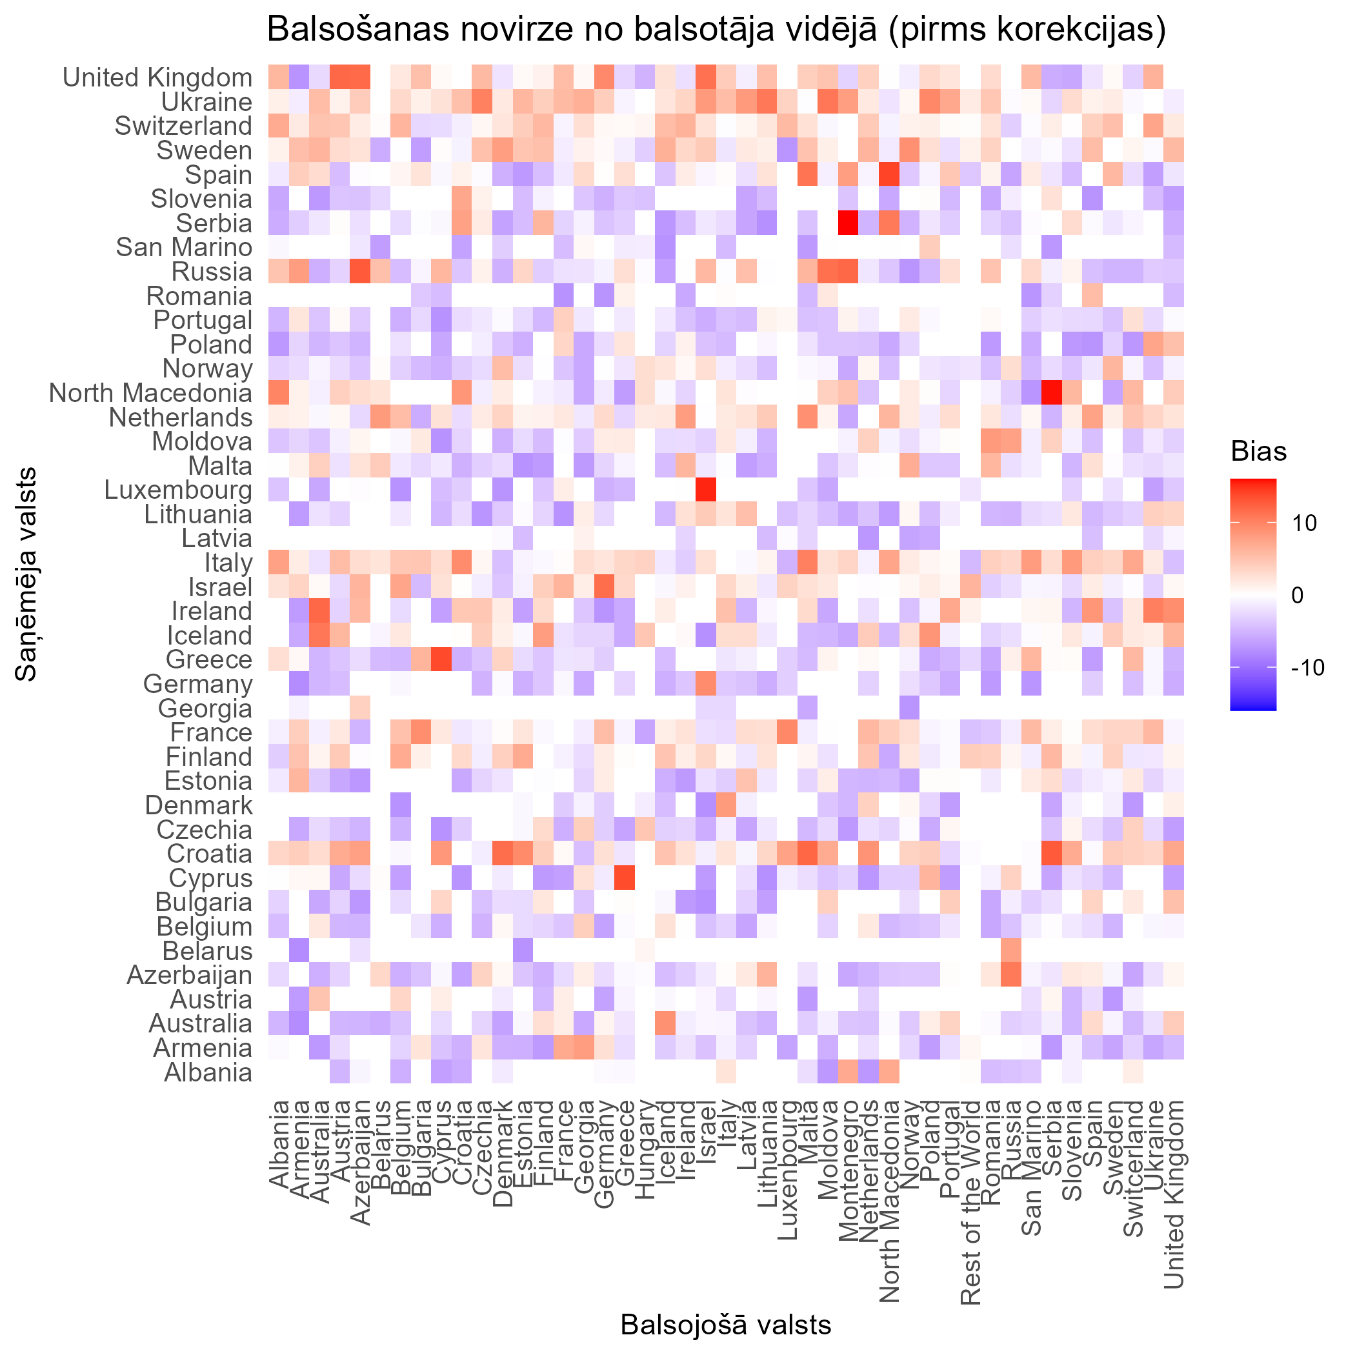 Balsošanas novirze no balsotāja vidējā (pirms korekcijas)
United Kingdom
Ukraine
Switzerland
Sweden
Spain
Slovenia
Serbia
San Marino
Russia
Romania
Portugal
Poland
Norway
North Macedonia
Netherlands
Moldova
Malta
Luxembourg
Lithuania
Latvia
Italy
Israel
Ireland
Iceland
Greece
Germany
Georgia
France
Finland
Estonia
Denmark
Czechia
Croatia
Cyprus
Bulgaria
Belgium
Belarus
Azerbaijan
Austria
Australia
Armenia
Albania
Saņēmēja valsts
Albania
Armenia
Australia
Austria
Azerbaijan
Belarus
Belgium
Bulgaria
Cyprus
Croatia
Czechia
Denmark
Estonia
Finland
France
Georgia
Germany
Greece
Hungary
Iceland
Ireland
Israel
Italy
Latvia
Lithuania
Luxenbourg
Malta
Moldova
Montenegro
Netherlands
North Macedonia
Norway
Poland
Portugal
Rest of the World
Romania
Russia
San Marino
Serbia
Slovenia
Spain
Sweden
Switcerland
Ukraine
United Kingdom
Balsojošā valsts
Bias
10
0
-10